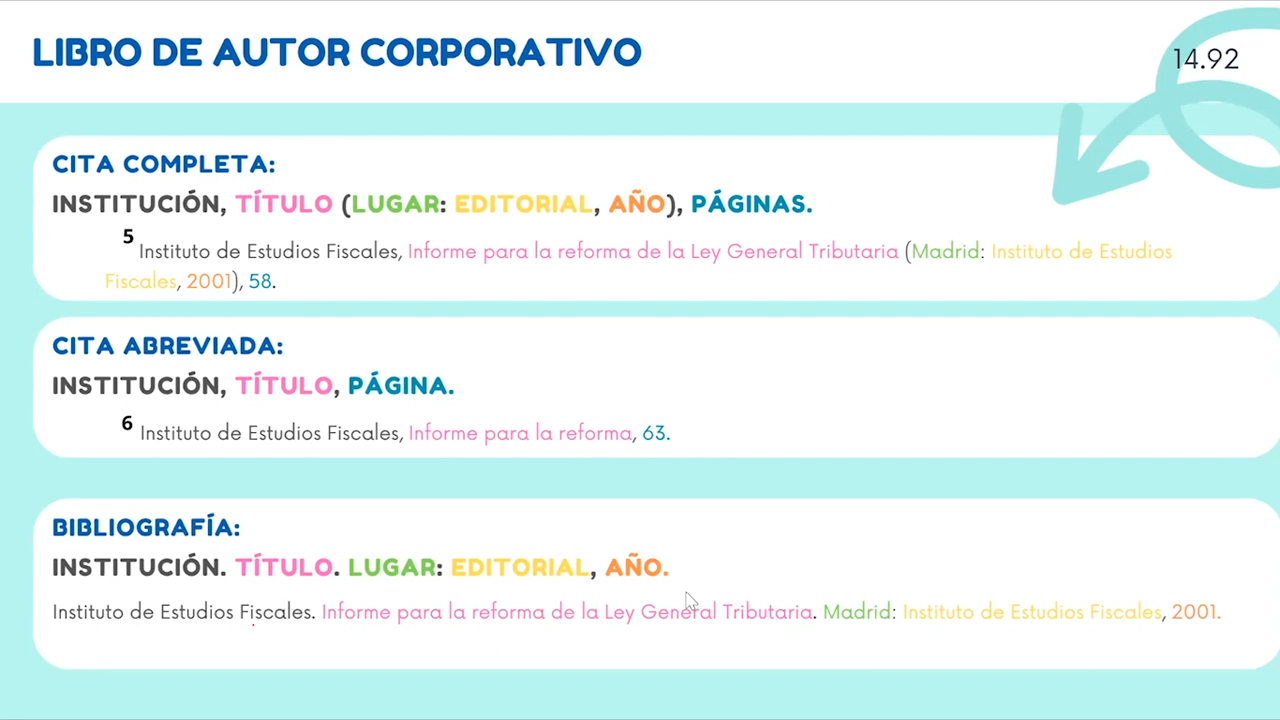 LIBRO DE AUTOR CORPORATIVO
14.92
CITA COMPLETA:
INSTITUCIÓN, TÍTULO (LUGAR: EDITORIAL, AÑO), PÁGINAS.
5 Instituto de Estudios Fiscales, Informe para la reforma de la Ley General Tributaria (Madrid: Instituto de Estudios
Fiscales, 2001), 58.
CITA ABREVIADA:
INSTITUCIÓN, TÍTULO, PÁGINA.
6 Instituto de Estudios Fiscales, Informe para la reforma, 63.
BIBLIOGRAFÍA:
INSTITUCIÓN. TÍTULO. LUGAR: EDITORIAL, AÑO.
Instituto de Estudios Fiscales. Informe para la reforma de la Ley General Tributaria. Madrid: Instituto de Estudios Fiscales, 2001.